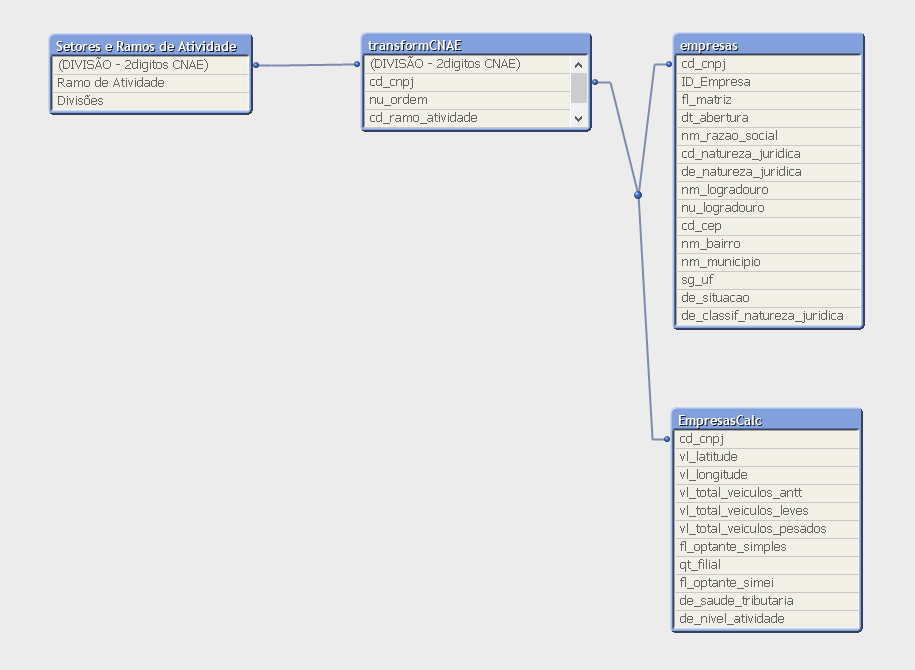 Setores e Ramos de Atividade
(DIVISÃO - 2digitos CNAE)
Ramo de Atividade
Divisões
transformCNAE
(DIVISÃO - 2digitos CNAE)
cd_cnpj
nu_ordem
cd_ramo_atividade
empresas
cd_cnpj
ID_Empresa
fl_matriz
dt_abertura
nm_razao_social
cd_natureza_juridica
de_natureza_juridica
nm_logradouro
nu_logradouro
cd_cep
nm_bairro
nm_municipio
sg_uf
de_situacao
de_classif_natureza_juridica
EmpresasCalc
cd_cnpj
vl_latitude
vl_longitude
vl_total_veiculos_antt
vl_total_veiculos_leves
vl_total_veiculos_pesados
fl_optante_simples
qt_filial
fl_optante_simei
de_saude_tributaria
de_nivel_atividade